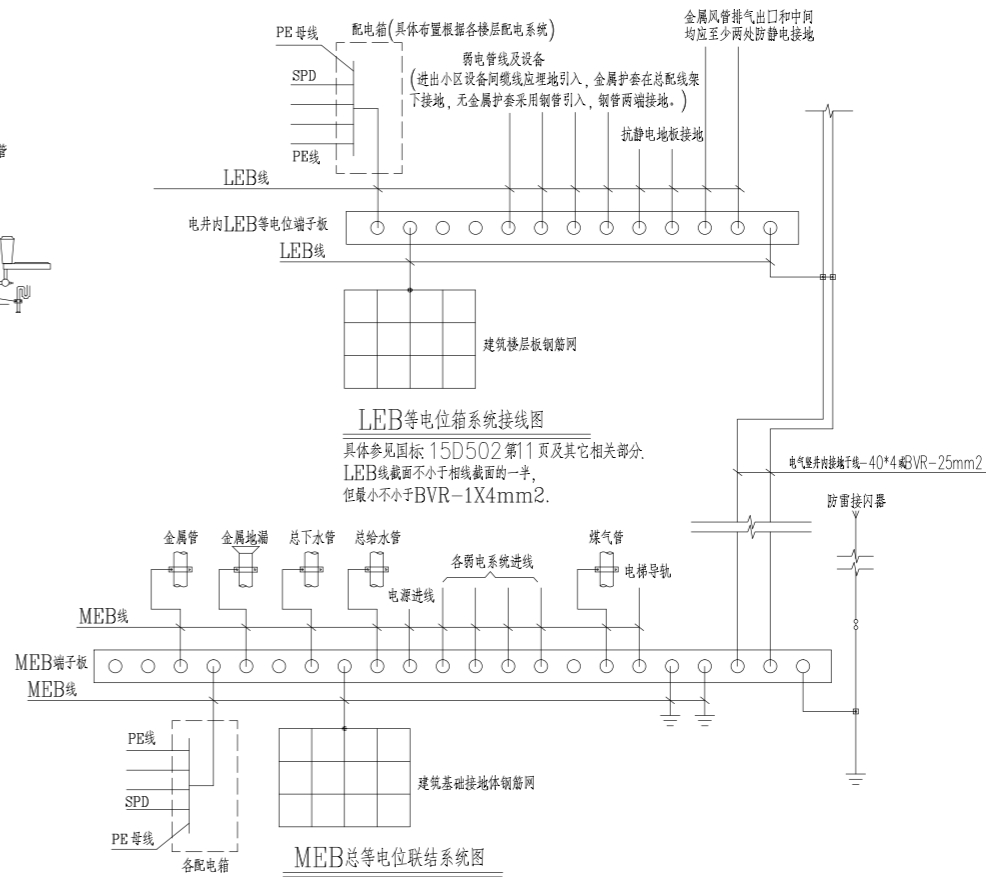 金属风管排气出口和中间
均应至少两处防静电接地
配电箱(具体布置根据各楼层配电系统)
PE母线
SPD
PE线
弱电管线及设备
(进出小区设备间缆线应埋地引入，金属护套在总配线架
下接地，无金属护套采用钢管引入，钢管两端接地。)
抗静电地板接地
LEB线
电井内LEB等电位端子板
LEB线
建筑楼层板钢筋网
LEB等电位箱系统接线图
具体参见国标 15D502 第11页及其它相关部分.
LEB线截面不小于相线截面的一半,
但最小不小于BVR-1X4mm2.
电气竖井内接地干线-40*4或BVR-25mm2
防雷接闪器
金属管
金属地漏
总下水管
总给水管
电源进线
各弱电系统进线
煤气管
电梯导轨
MEB线
MEB端子板
MEB线
PE线
SPD
PE母线
各配电箱
建筑基础接地体钢筋网
MEB总等电位联结系统图